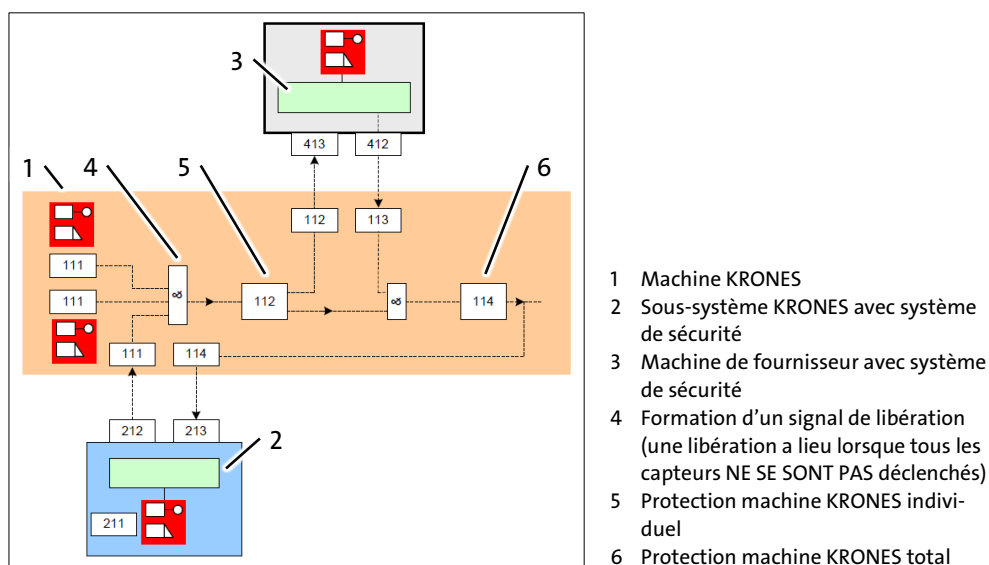 3
413
412
1
4
5
6
112
113
111
111
&
112
&
114
111
114
212
213
2
211
1 Machine KRONES
2 Sous-système KRONES avec système
de sécurité
3 Machine de fournisseur avec système
de sécurité
4 Formation d’un signal de libération
(une libération a lieu lorsque tous les
capteurs NE SE SONT PAS déclenchés)
5 Protection machine KRONES indivi-
duel
6 Protection machine KRONES total